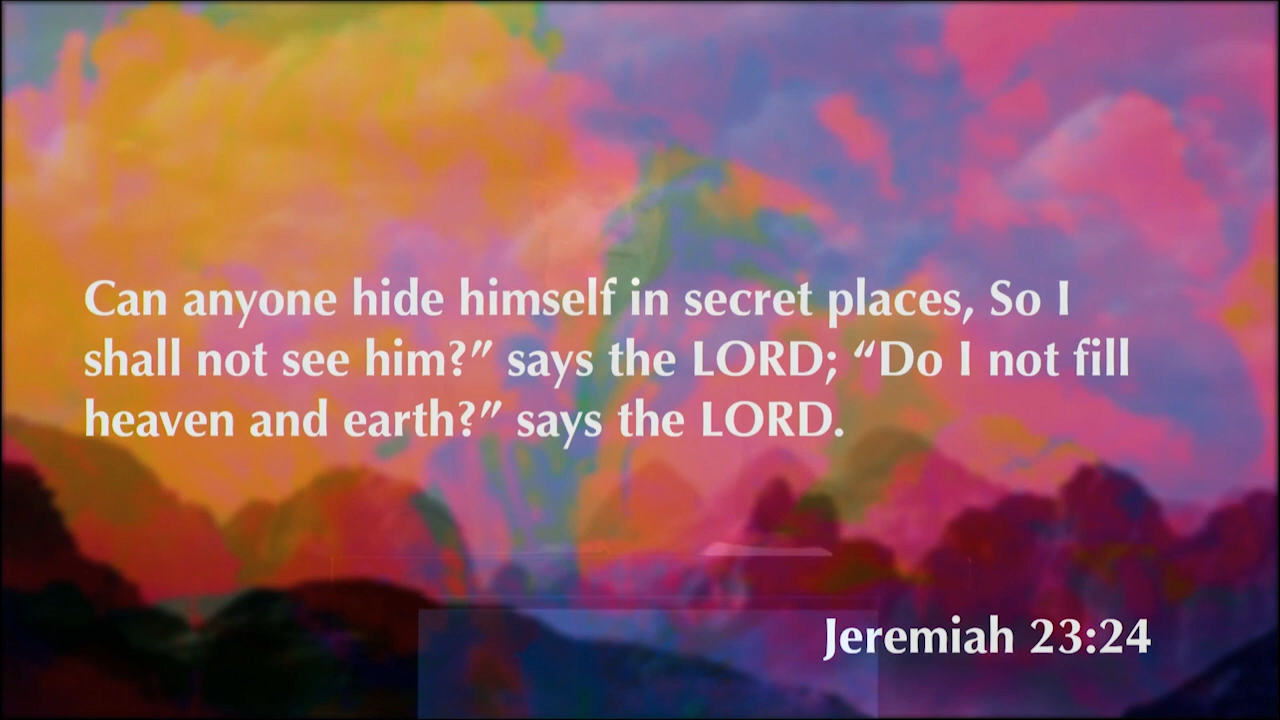 Can anyone hide himself in secret places, So I
shall not see him?” says the LORD; “Do I not fill
heaven and earth?” says the LORD.
Jeremiah 23:24